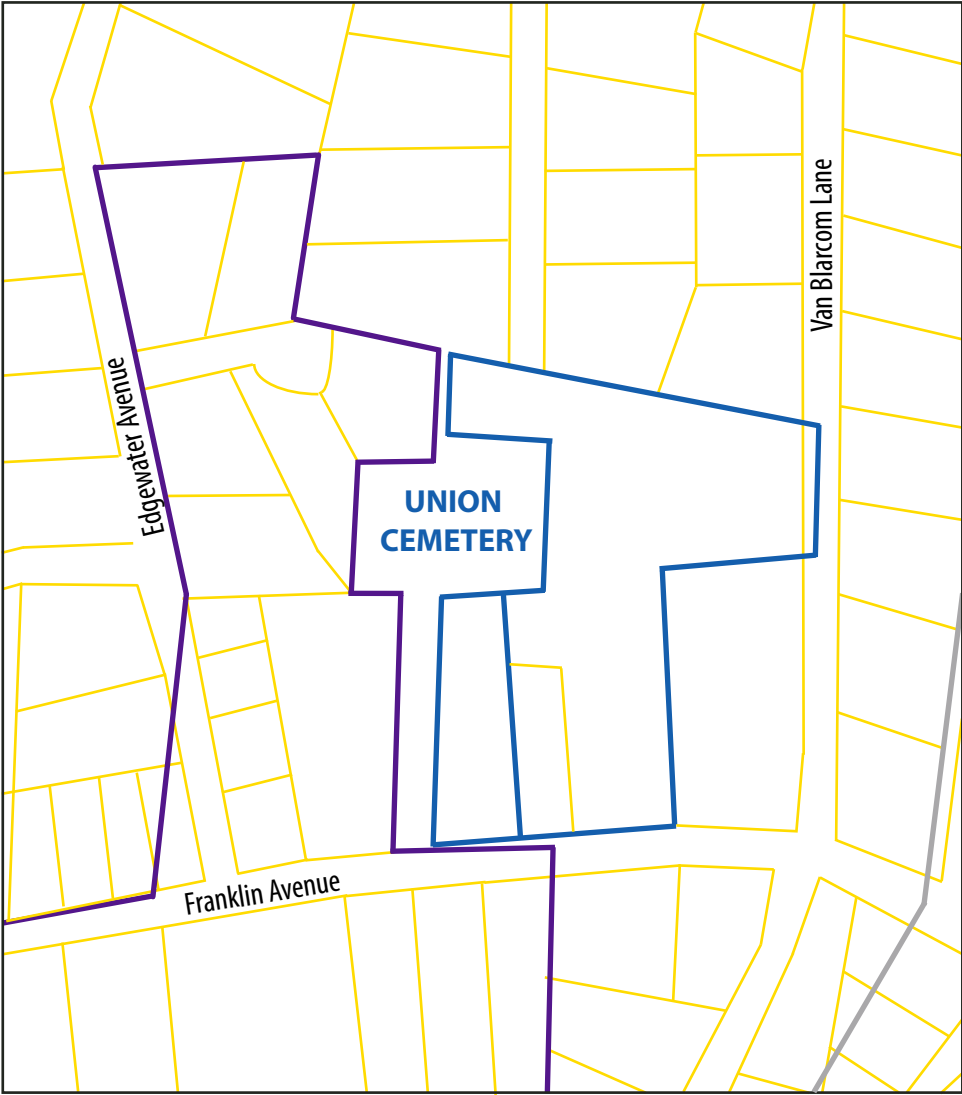 Van Blarcom Lane
Edgewater Avenue
UNION
CEMETERY
Franklin Avenue